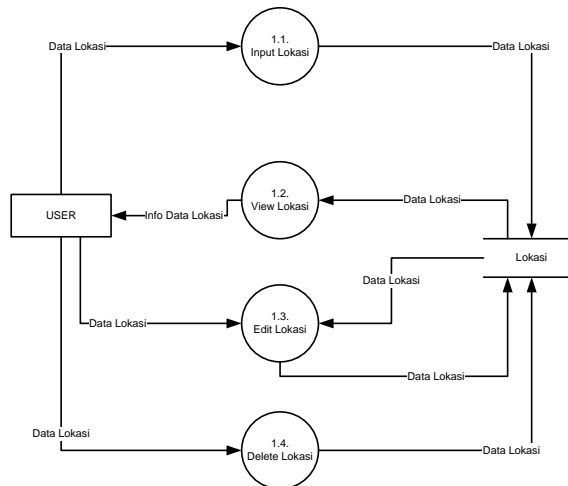 1.1.
Input Lokasi
Data Lokasi
Data Lokasi
1.2.
View Lokasi
Data Lokasi
USER
Info Data Lokasi
Lokasi
Data Lokasi
1.3.
Edit Lokasi
Data Lokasi
Data Lokasi
Data Lokasi
1.4.
Delete Lokasi
Data Lokasi